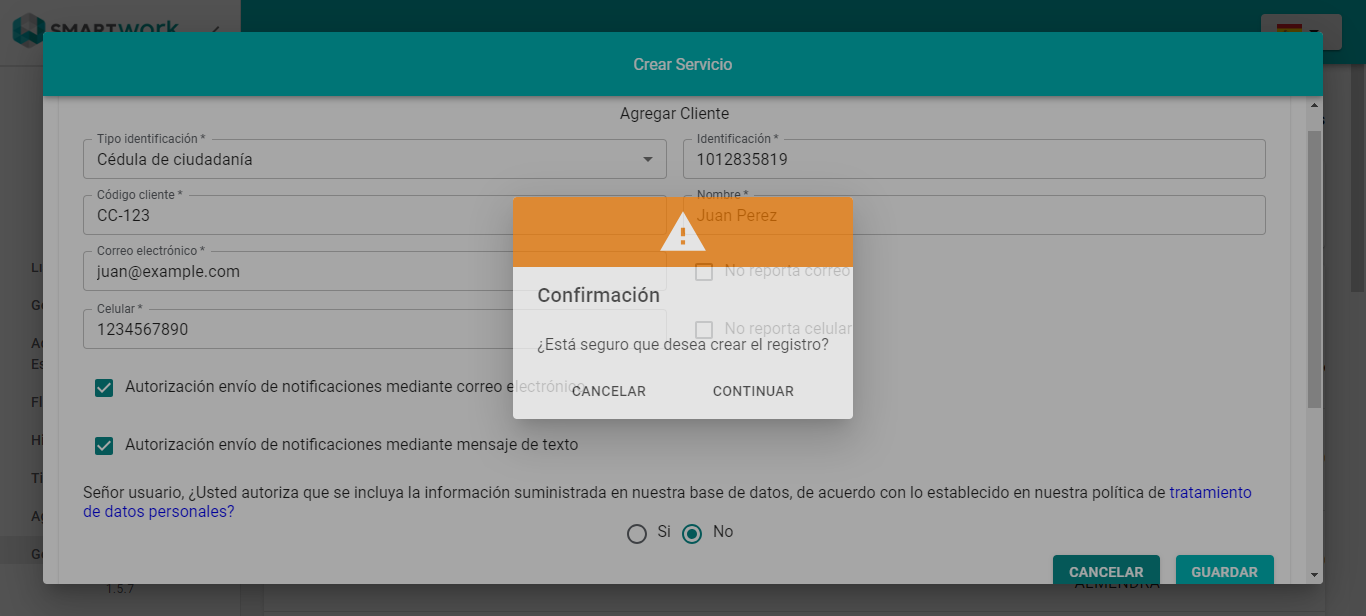 SMARTwork
Crear Servicio
Agregar Cliente
Tipo identificación *
Cédula de ciudadanía
Identificación *
1012835819
Código cliente *
CC-123
Nombre *
Juan Perez
Correo electrónico *
juan@example.com
No reporta correo
Celular *
1234567890
No reporta celular
Confirmación
¿Está seguro que desea crear el registro?
CANCELAR
CONTINUAR
Autorización envío de notificaciones mediante correo electrónico
Autorización envío de notificaciones mediante mensaje de texto
Señor usuario, ¿Usted autoriza que se incluya la información suministrada en nuestra base de datos, de acuerdo con lo establecido en nuestra política de tratamiento
de datos personales?
Si
No
CANCELAR
GUARDAR
ALMENDRA
1.5.7